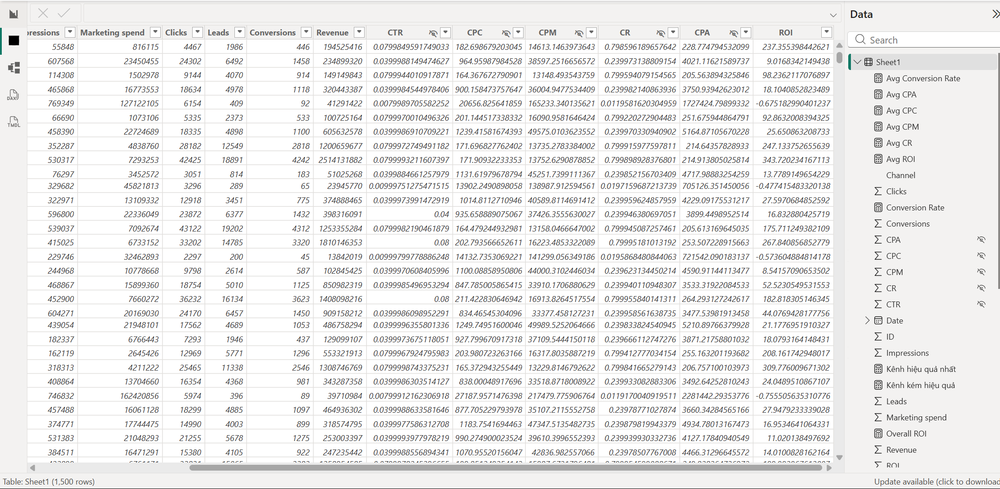 Data
Search
pressions Marketing spend Clicks Leads Conversions Revenue CTR CPC CPM CR CPA ROI
55848 816115 4467 1986 446 194525416 0.0799849591749033 182.698679203045 14613.1463973643 0.798596189657642 228.774794532099 237.355398442621
607568 23450455 24302 6492 1458 234899320 0.0399988149474627 964.95987984528 38597.2516656572 0.239973138809154 4021.11621589737 9.0168342149438
114308 1502978 9144 4070 914 149149843 0.0799944010917871 164.367672790901 13148.493543759 0.799594079154565 205.563894325846 98.2362117076897
465868 16773553 18634 4978 1118 320443387 0.0399984544978406 900.158473757647 36004.9477534409 0.239982140863936 3750.93942623012 18.1040852823489
769349 127122105 6154 409 92 41291422 0.0079989705582252 20656.825641859 165233.340135621 0.0119581620304959 1727424.79899332 -0.675182990401237
66690 1073106 5335 2373 533 100725164 0.0799970010496326 201.144517338332 16090.9581646424 0.799220272904483 251.675944864791 92.8632008394325
458390 22724689 18335 4898 1100 605632578 0.0399986910709221 1239.41581674393 49575.0103623552 0.239970330940902 5164.87105670228 25.650863208733
352287 4838760 28182 12549 2818 1200659677 0.0799972749491182 171.696827762402 13735.2783384002 0.799915977597811 214.64357828933 247.133752655639
530317 7293253 42425 18891 4242 2514131882 0.0799993211607397 171.90932233353 13752.6290878852 0.799898928376801 214.913805025814 343.720234167113
76297 3452572 3051 814 183 51025268 0.0399884661257979 1131.61979678794 45251.7399111367 0.239852156703409 4717.98883254259 13.7789149654229
329682 45821813 3296 289 65 23945770 0.00999751275471515 13902.2490898058 138987.912594561 0.0197159687213739 705126.351450056 -0.477415483320138
322971 13109332 12918 3451 775 374888465 0.0399973991472919 1014.8112710946 40589.8114691412 0.239959624857959 4229.09175531217 27.5970684852592
596800 22336049 23872 6377 1432 398316091 0.04 935.658889075067 37426.3555630027 0.239946380697051 3899.4498952514 16.832880425719
539037 7092674 43122 19202 4312 1253355284 0.0799982190461879 164.479244932981 13158.0466647002 0.799945087257461 205.613169645035 175.711249382109
415025 6733152 33202 14785 3320 1810146353 0.08 202.793566652611 16223.4853322089 0.79995181013192 253.507228915663 267.840856852779
229746 32462893 2297 200 45 13842019 0.00999799778886248 14132.7353069221 141299.056349186 0.0195868480844063 721542.090183137 -0.573604884814178
244968 10778668 9798 2614 587 102845425 0.0399970608405996 1100.08858950806 44000.3102446034 0.239623134450214 4590.91144113477 8.54157090653502
468867 15899360 18754 5010 1125 850982319 0.0399985496953294 847.785005865415 33910.1706880629 0.239940110948307 3533.31922084533 52.5230549531553
452900 7660272 36232 16134 3623 1408098216 0.08 211.422830646942 16913.8264517554 0.799955840141311 264.293127242617 182.818305146345
604271 20169030 24170 6457 1450 909158212 0.0399986098952291 834.46545304096 33377.458127231 0.239958561638735 3477.53981913458 44.0769428177756
439054 21948101 17562 4689 1053 486758294 0.0399996355801336 1249.74951600046 49989.5252064666 0.239833824540945 5210.89766379928 21.1776951910327
182337 6766443 7293 1946 437 129099107 0.0399973675118051 927.799670917318 37109.5444150118 0.239666112747276 3871.21758801032 18.0793164148431
162119 2645426 12969 5771 1296 553321913 0.0799967924795983 203.980723263166 16317.8035887219 0.799412777034154 255.163201193682 208.161742948017
318313 4211222 25465 11338 2546 1308746769 0.0799998743375231 165.372943255449 13229.8146792622 0.799841665279143 206.757100103973 309.776009671302
408864 13704660 16354 4368 981 343287358 0.0399986303514127 838.00048917696 33518.8718008922 0.239933082883306 3492.64252810243 24.0489510867107
746832 162420856 5974 396 89 39710984 0.00799912162306918 27187.9571476398 217479.775906764 0.0119170040919511 2281442.29353776 -0.755505635310776
457488 16061128 18299 4885 1097 464936302 0.0399988633581646 877.705229793978 35107.2115552758 0.23978771027874 3660.34284565166 27.9479233339028
374771 17744475 14990 4003 899 318574795 0.0399977586312708 1183.7541694463 47347.5135482735 0.239879819943379 4934.78013167473 16.9534641064331
531383 21048293 21255 5678 1275 253003397 0.0399993977978219 990.274900023524 39610.3996552393 0.239939930332736 4127.17840940549 11.020138497692
384511 16471291 15380 4105 922 247235442 0.0399988556894341 1070.95520156047 42836.982557066 0.23978507767008 4466.31296645572 14.0100828162164
DAX
TMDL
Sheet1
Avg Conversion Rate
Avg CPA
Avg CPC
Avg CPM
Avg CR
Avg ROI
Channel
Clicks
Conversion Rate
Conversions
CPA
CPC
CPM
CR
CTR
Date
ID
Impressions
Kênh hiệu quả nhất
Kênh kém hiệu quả
Leads
Marketing spend
Overall ROI
Revenue
ROI
Table: Sheet1 (1,500 rows)
Update available (click to download